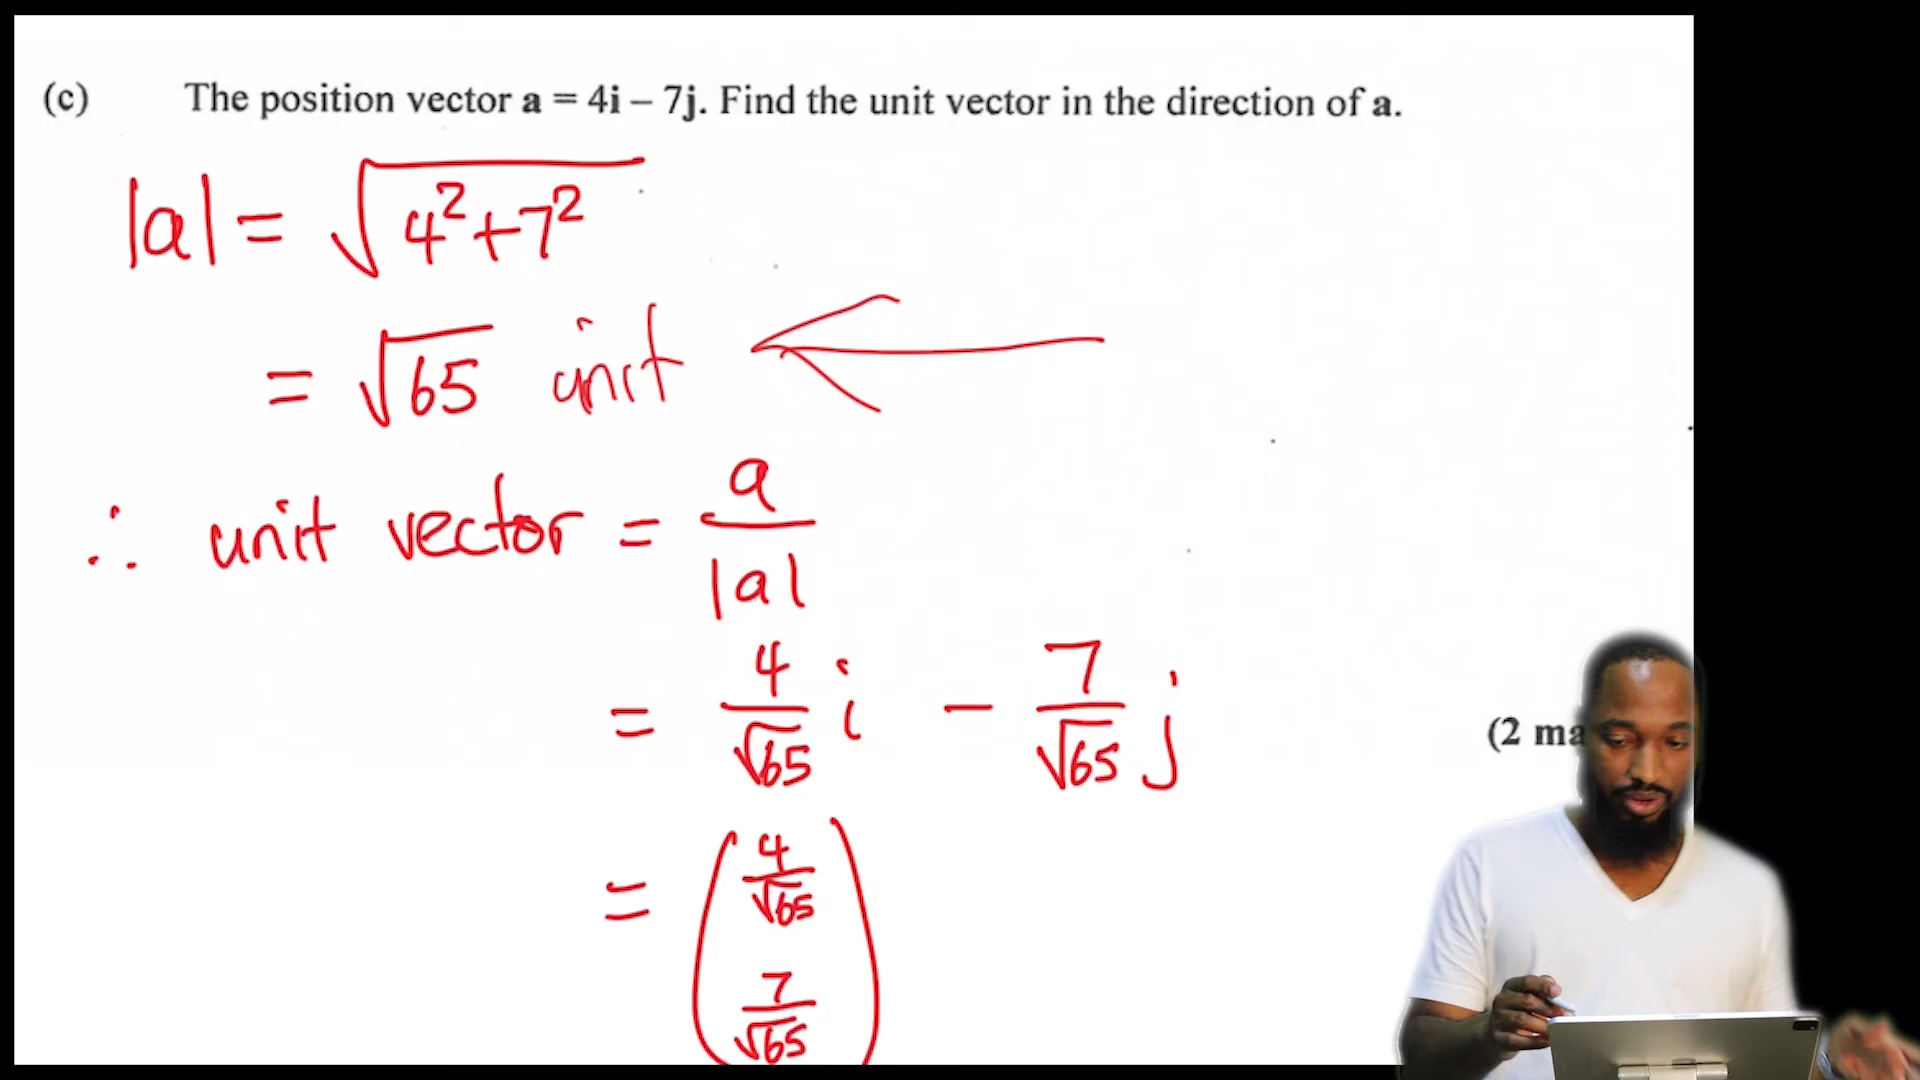 (c) The position vector a = 4i – 7j. Find the unit vector in the direction of a.
|a| = √(4²+7²)
= √65 unit
∴ unit vector = a/|a|
= 4/√65 i - 7/√65 j
(2
= (4/√65
7/√65)